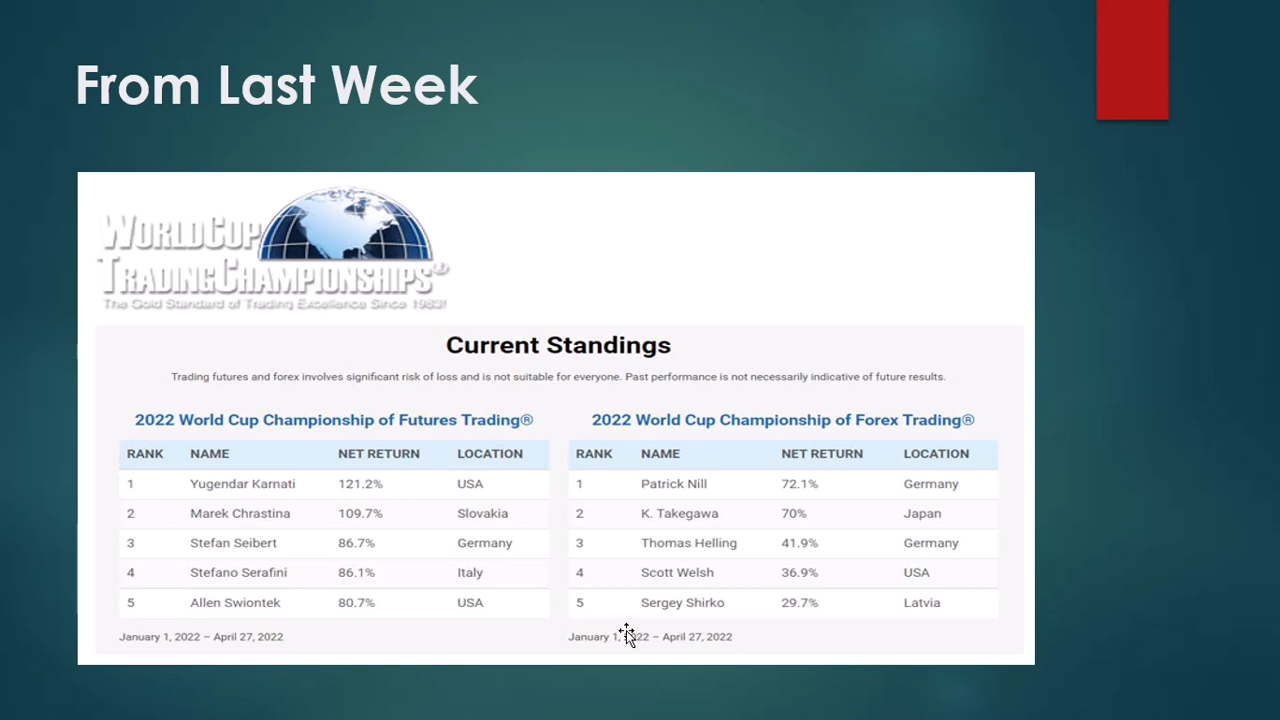 From Last Week
WORLDCUP
TRADINGCHAMPIONSHIPS®
The Gold Standard of Trading Excellence Since 1983!
Current Standings
Trading futures and forex involves significant risk of loss and is not suitable for everyone. Past performance is not necessarily indicative of future results.
2022 World Cup Championship of Futures Trading®
RANK NAME NET RETURN LOCATION
1 Yugendar Karnati 121.2% USA
2 Marek Chrastina 109.7% Slovakia
3 Stefan Seibert 86.7% Germany
4 Stefano Serafini 86.1% Italy
5 Allen Swiontek 80.7% USA
January 1, 2022 – April 27, 2022
2022 World Cup Championship of Forex Trading®
RANK NAME NET RETURN LOCATION
1 Patrick Nill 72.1% Germany
2 K. Takegawa 70% Japan
3 Thomas Helling 41.9% Germany
4 Scott Welsh 36.9% USA
5 Sergey Shirko 29.7% Latvia
January 1, 2022 – April 27, 2022